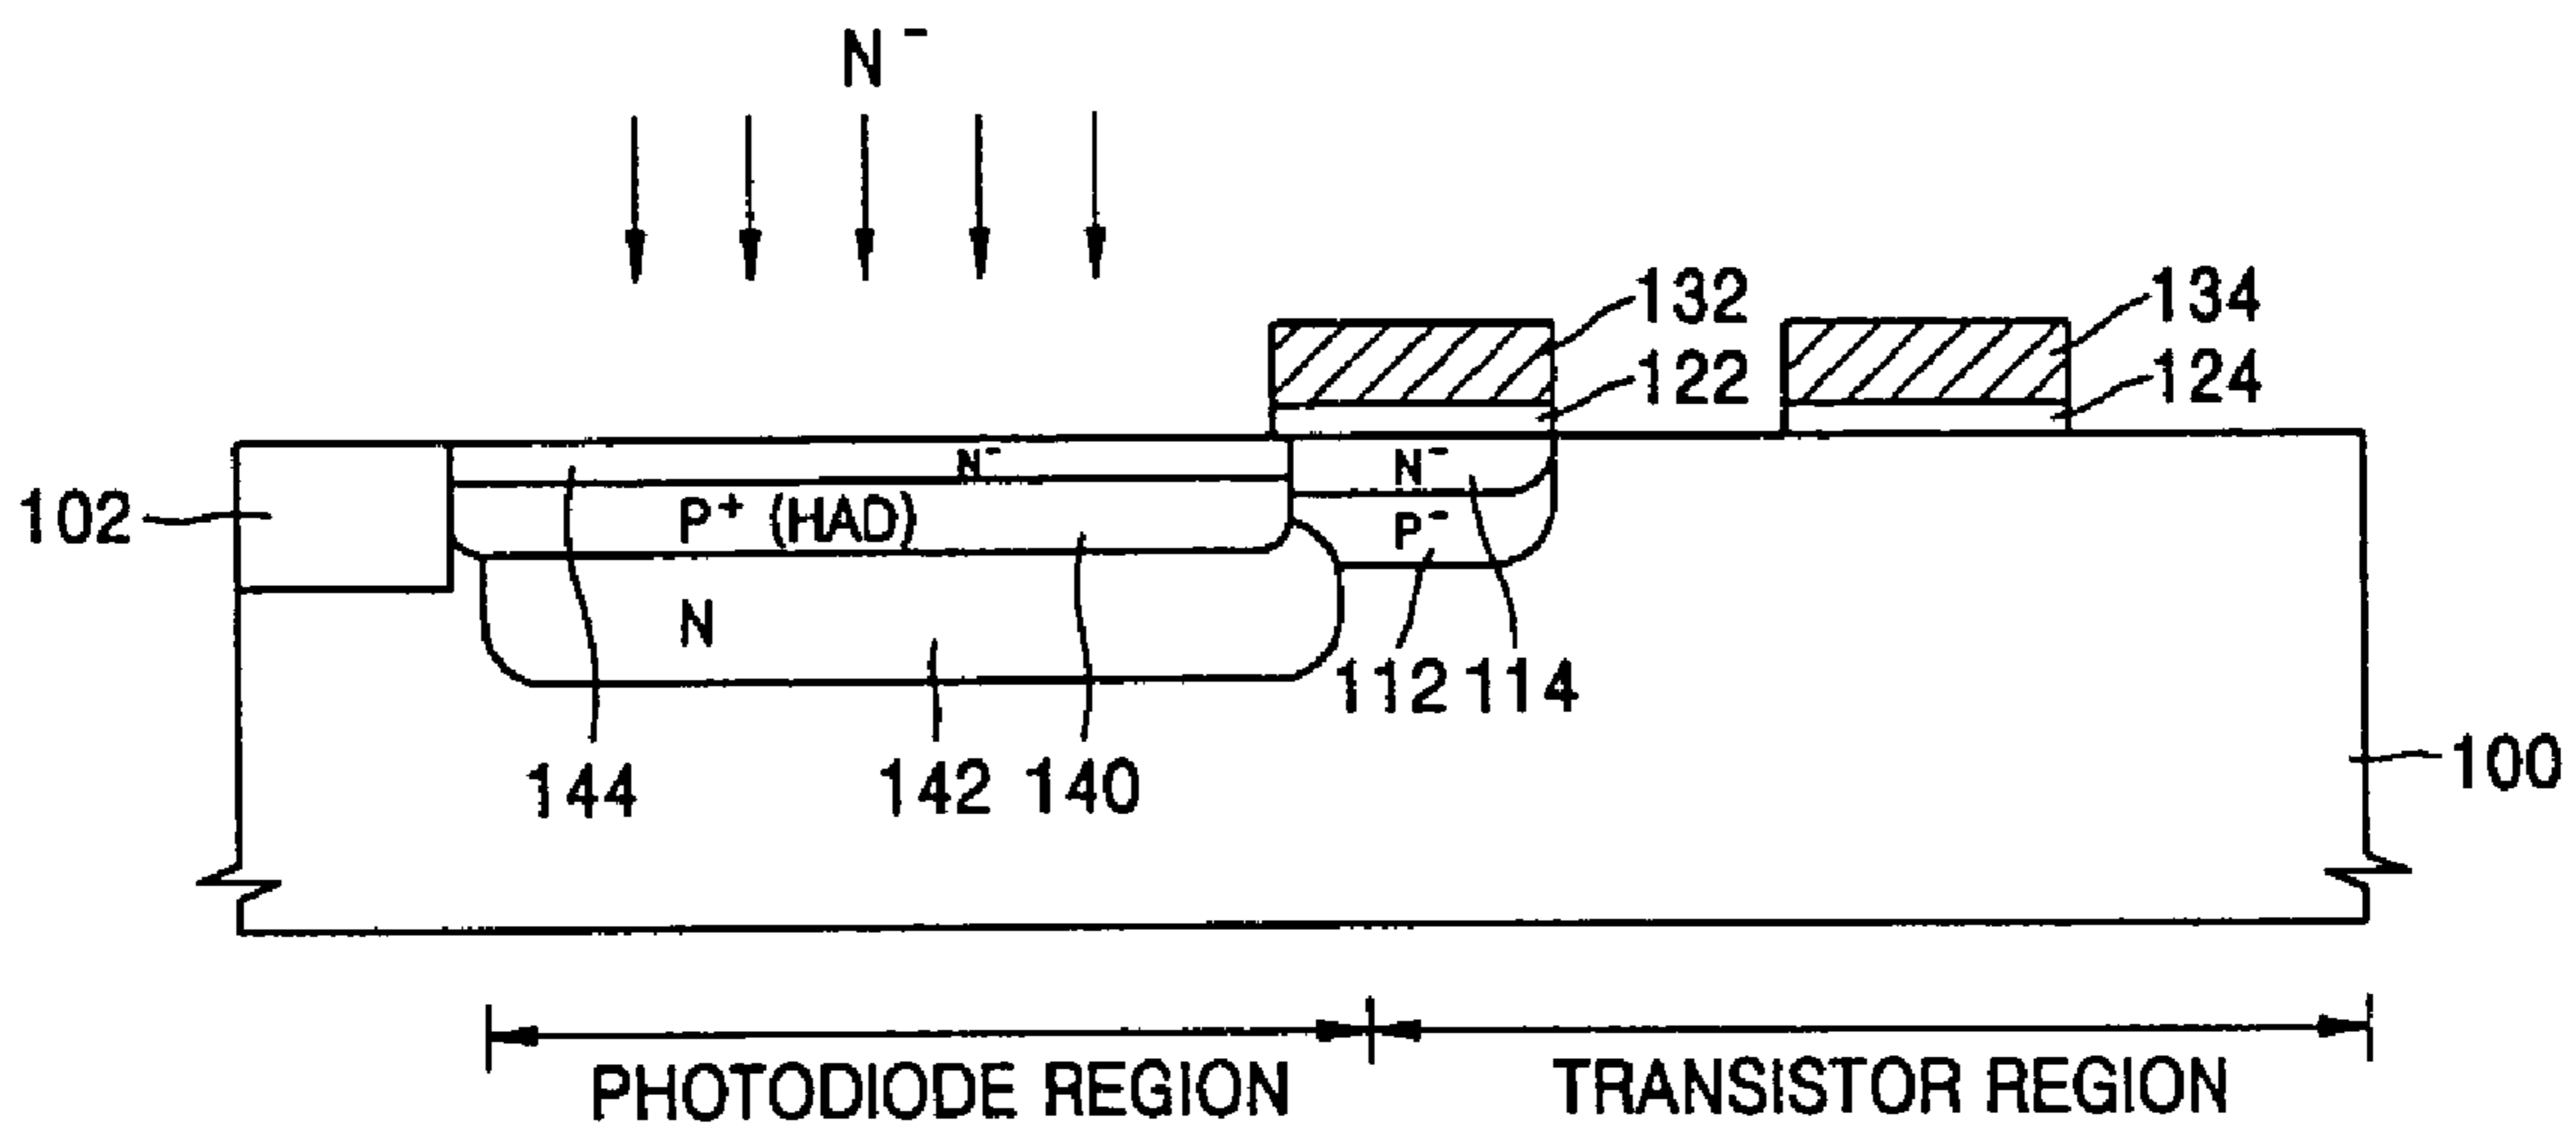 N⁻
132
134
122
124
N⁻
N⁻
102
P⁺ (HAD)
P⁻
N
112
114
144
142
140
100
PHOTODIODE REGION
TRANSISTOR REGION